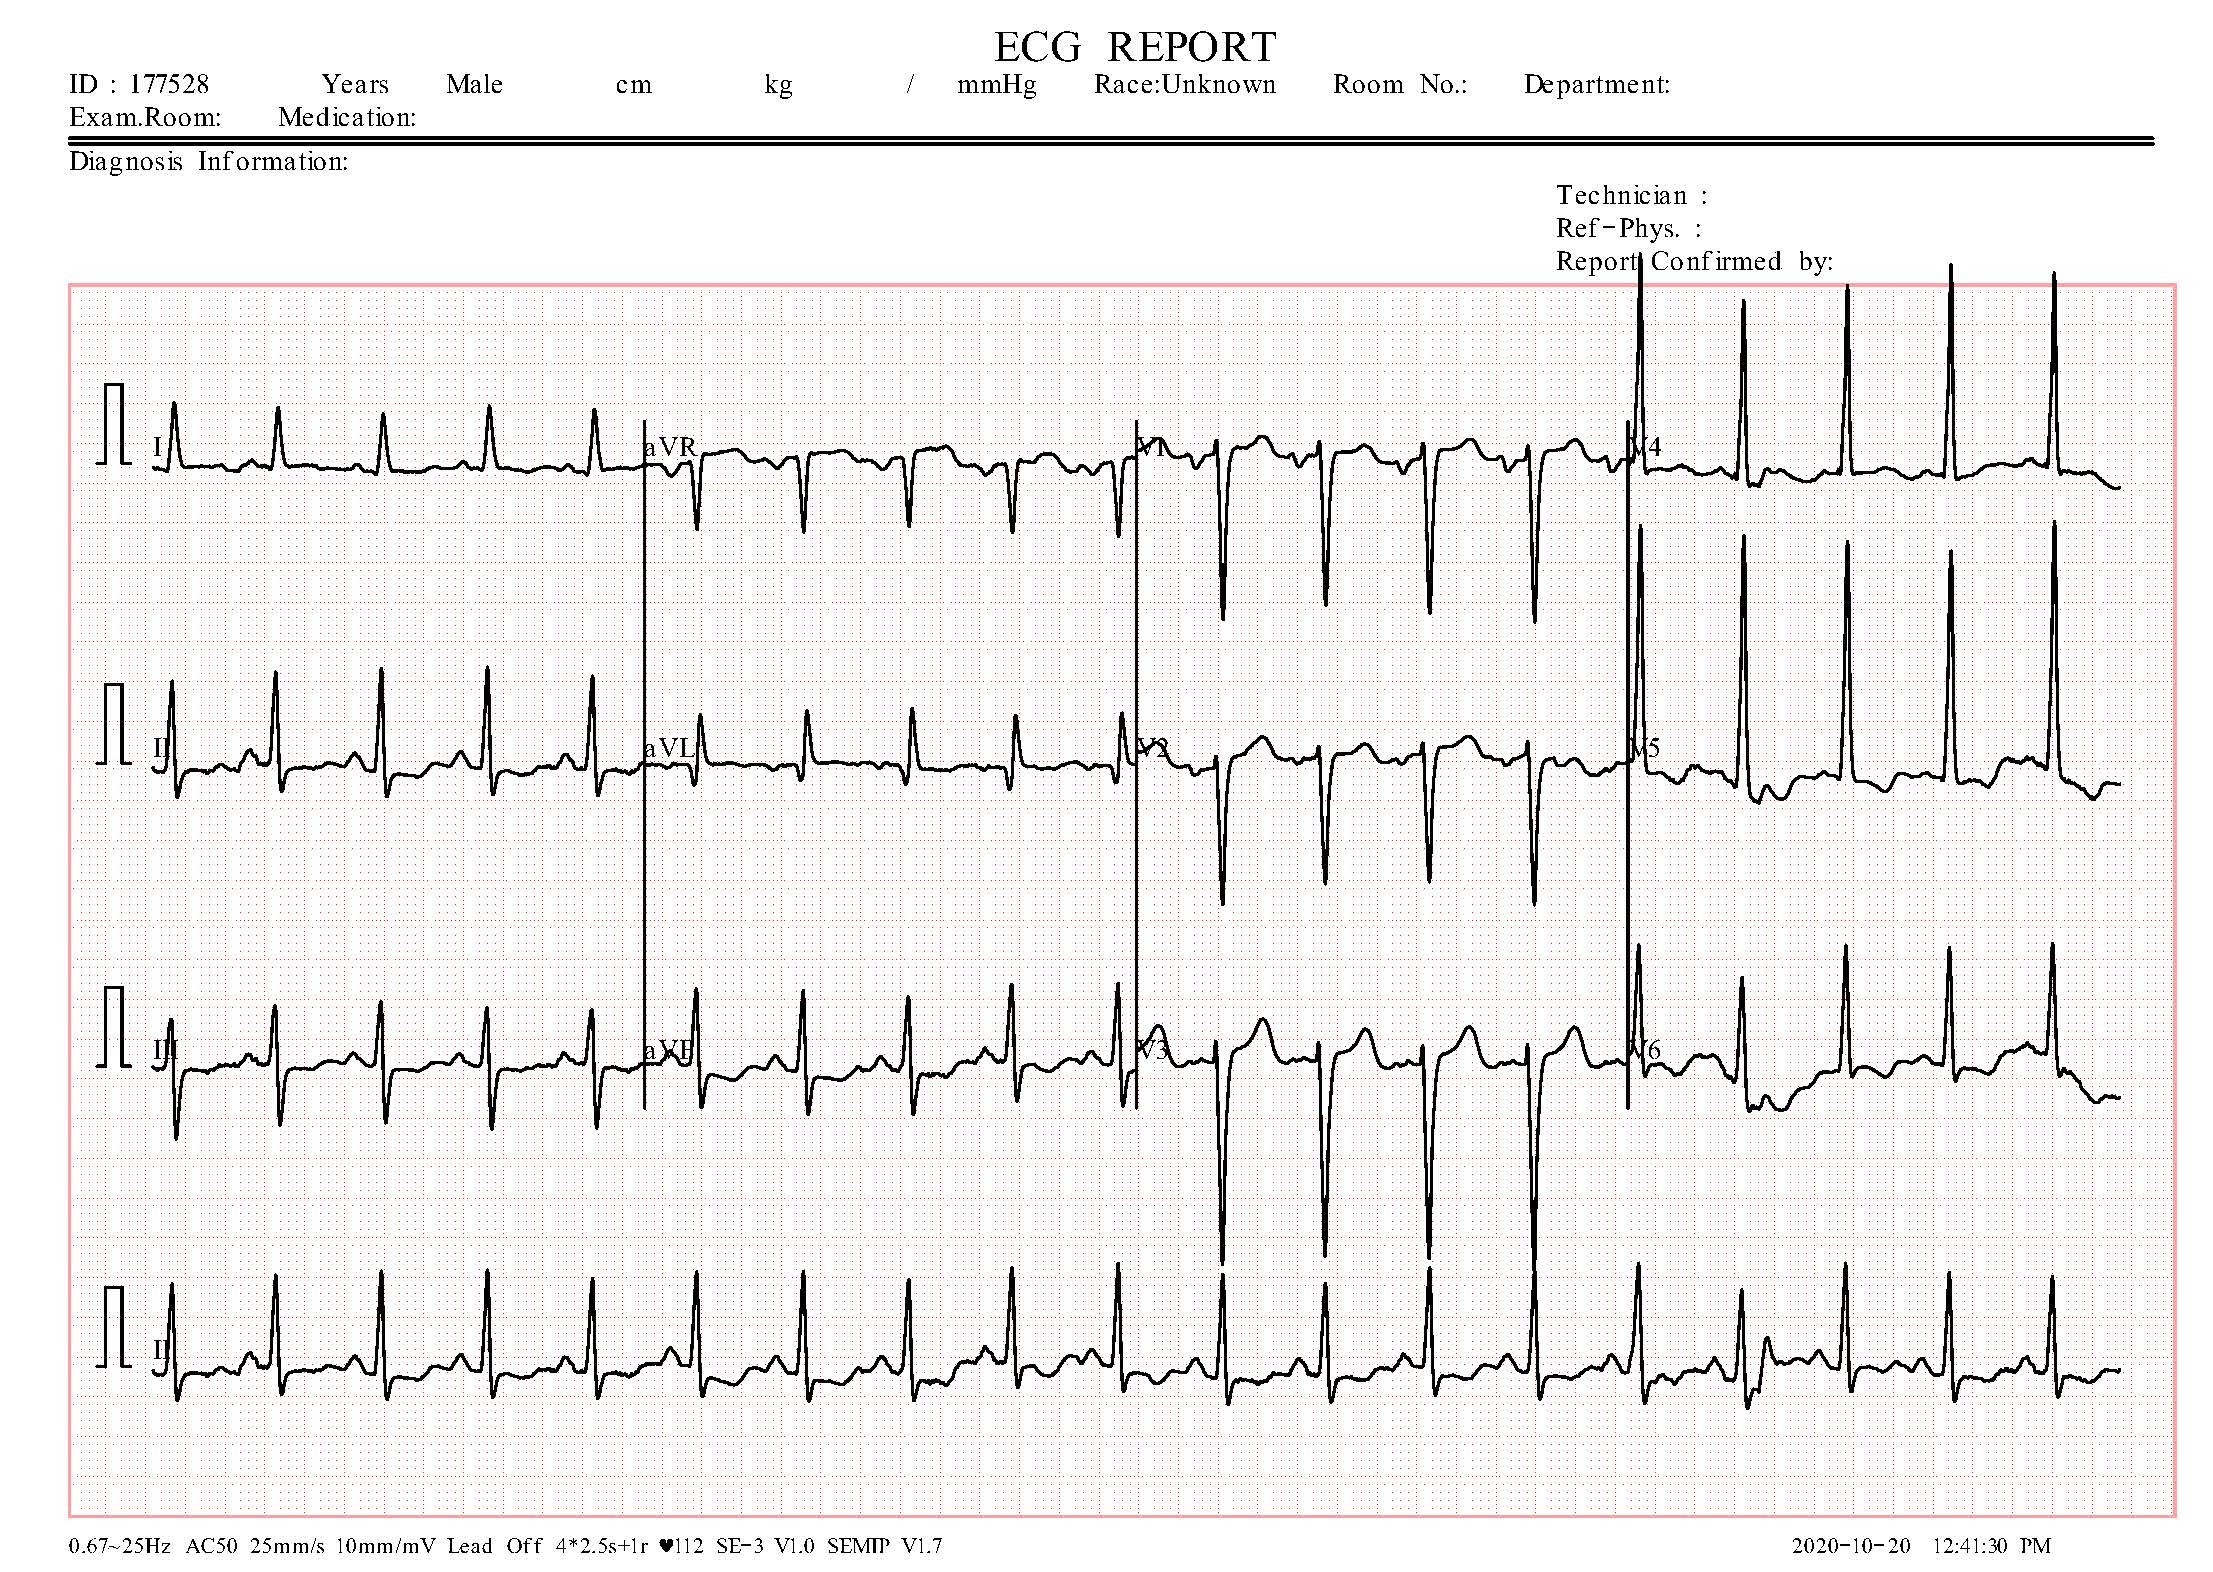 ECG REPORT
ID : 177528 Years Male cm kg / mmHg Race:Unknown Room No.: Department:
Exam.Room: Medication:
Diagnosis Information:
Technician :
Ref-Phys. :
Report Confirmed by:
I aVR V1 V4
II aVL V2 V5
III aVF V3 V6
II
0.67~25Hz AC50 25mm/s 10mm/mV Lead Off 4*2.5s+1r ♥112 SE-3 V1.0 SEMIP V1.7
2020-10-20 12:41:30 PM